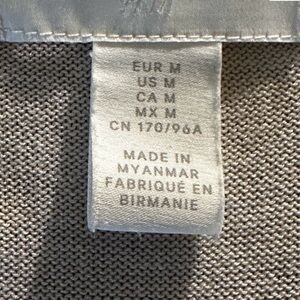 EUR M
US M
CA M
MX M
CN 170/96A
MADE IN
MYANMAR
FABRIQUÉ EN
BIRMANIE